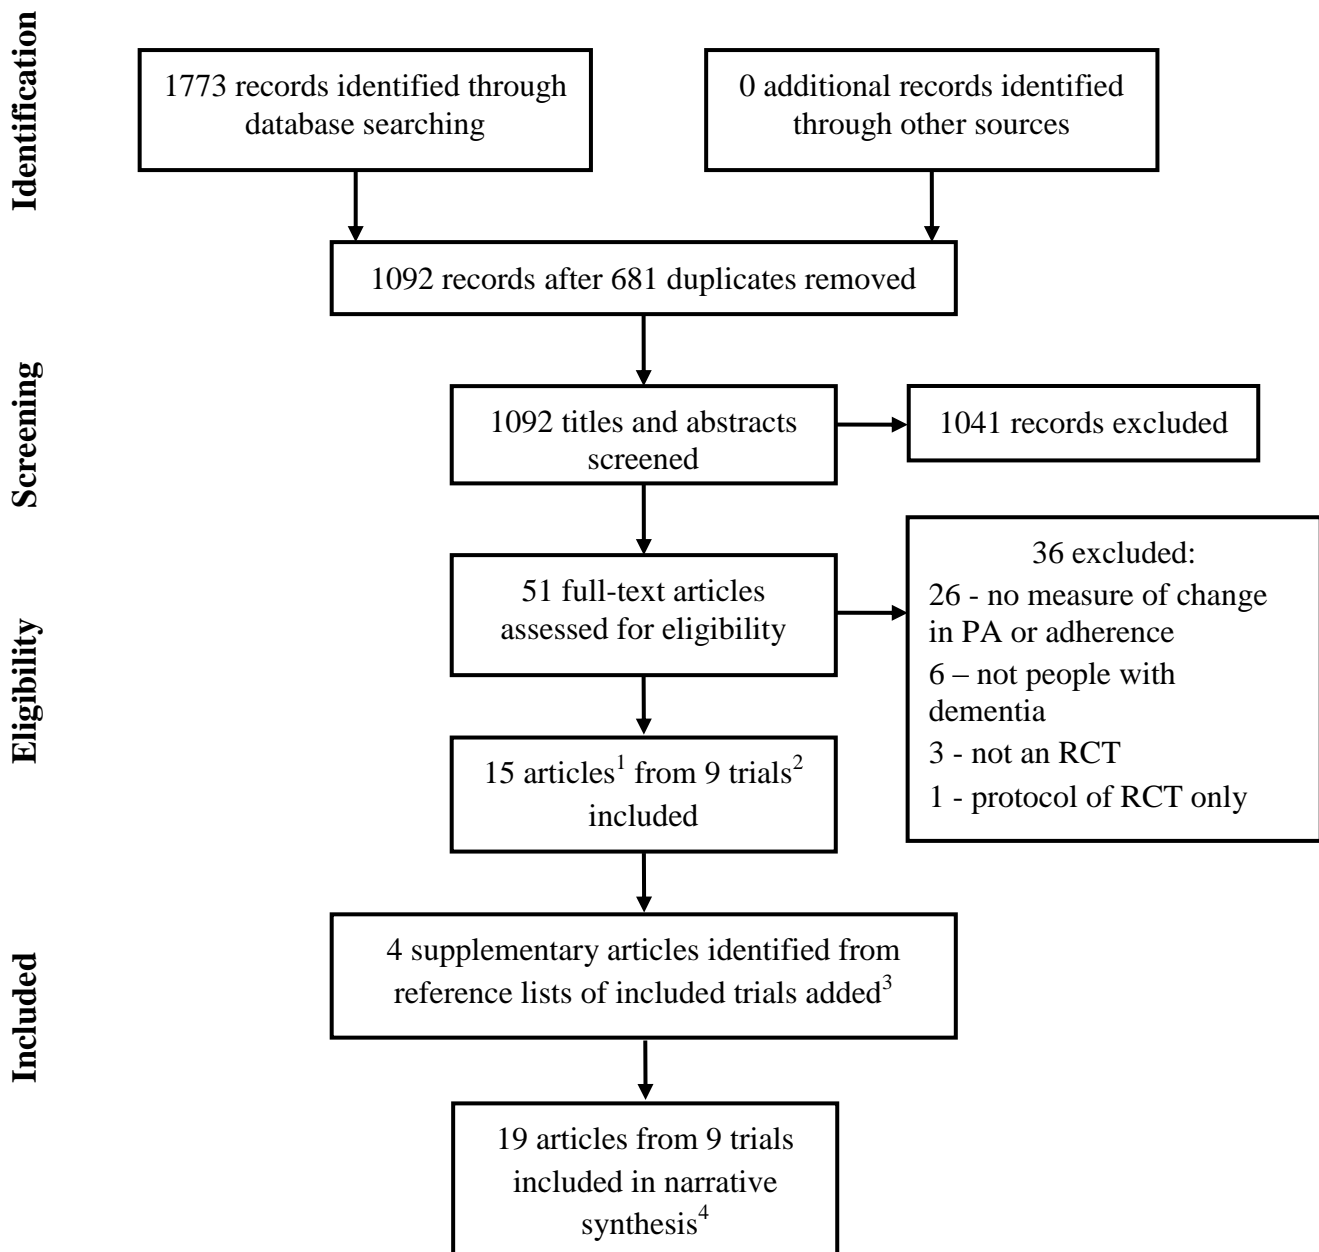 Identification
1773 records identified through
database searching
0 additional records identified
through other sources
1092 records after 681 duplicates removed
Screening
1092 titles and abstracts
screened
1041 records excluded
Eligibility
51 full-text articles
assessed for eligibility
36 excluded:
26 - no measure of change
in PA or adherence
6 – not people with
dementia
3 - not an RCT
1 - protocol of RCT only
15 articles¹ from 9 trials²
included
Included
4 supplementary articles identified from
reference lists of included trials added³
19 articles from 9 trials
included in narrative
synthesis⁴